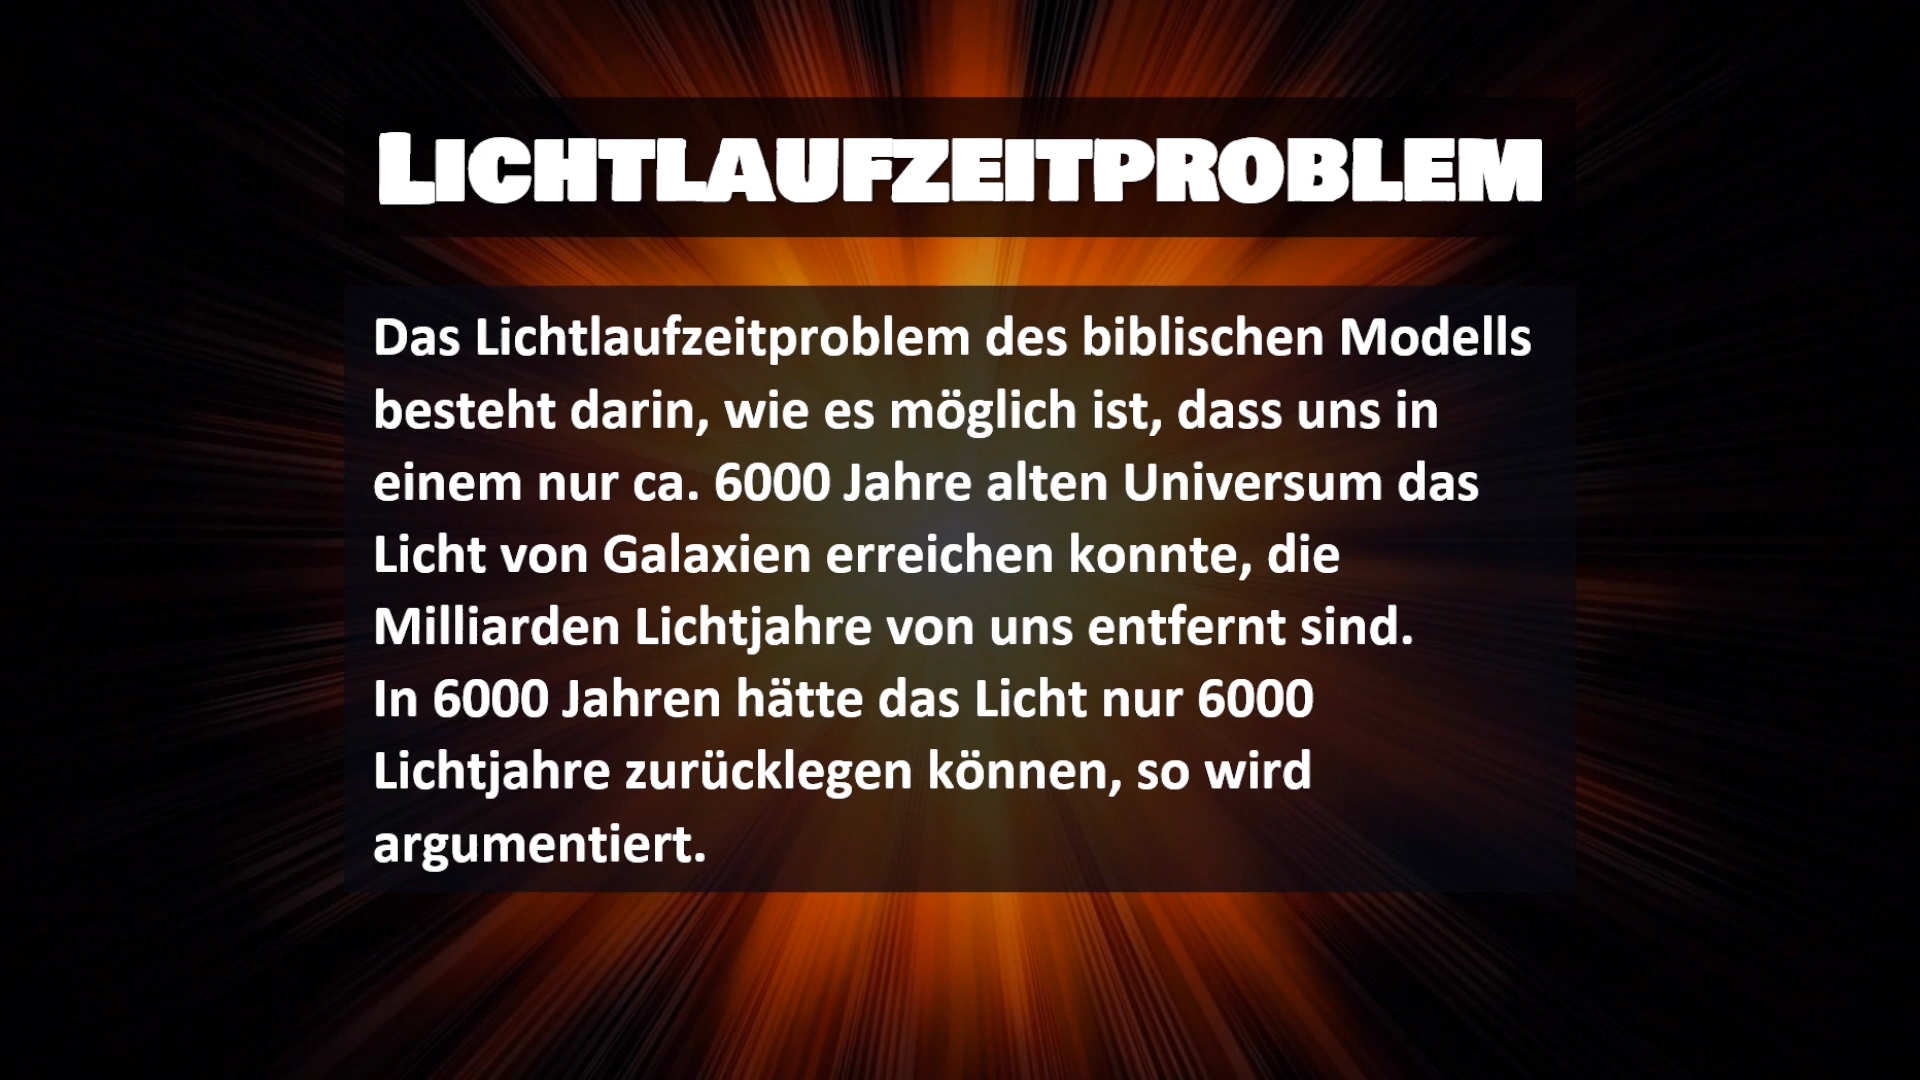 LICHTLAUFZEITPROBLEM
Das Lichtlaufzeitproblem des biblischen Modells
besteht darin, wie es möglich ist, dass uns in
einem nur ca. 6000 Jahre alten Universum das
Licht von Galaxien erreichen konnte, die
Milliarden Lichtjahre von uns entfernt sind.
In 6000 Jahren hätte das Licht nur 6000
Lichtjahre zurücklegen können, so wird
argumentiert.